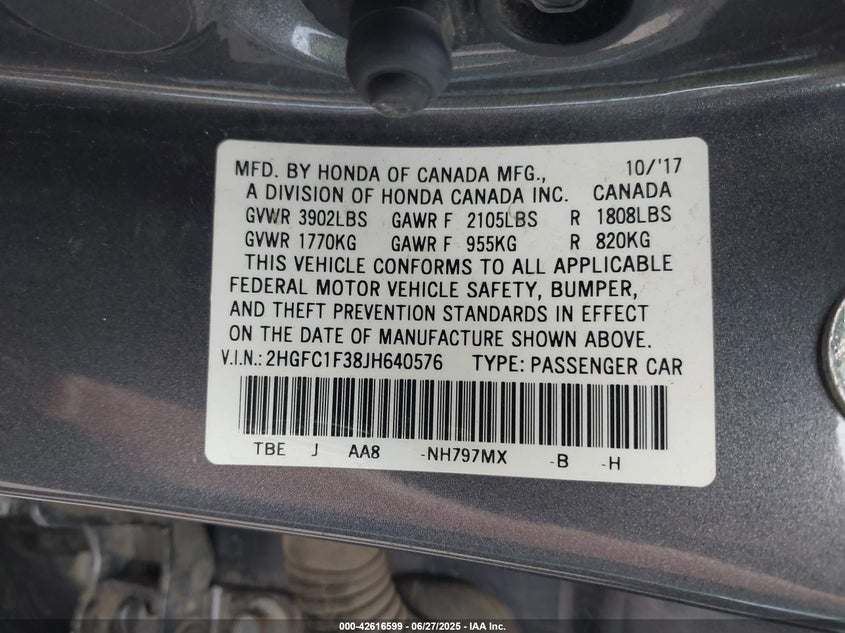 MFD. BY HONDA OF CANADA MFG., 10/'17
A DIVISION OF HONDA CANADA INC. CANADA
GVWR 3902LBS GAWR F 2105LBS R 1808LBS
GVWR 1770KG GAWR F 955KG R 820KG
THIS VEHICLE CONFORMS TO ALL APPLICABLE
FEDERAL MOTOR VEHICLE SAFETY, BUMPER,
AND THEFT PREVENTION STANDARDS IN EFFECT
ON THE DATE OF MANUFACTURE SHOWN ABOVE.
V.I.N.: 2HGFC1F38JH640576 TYPE: PASSENGER CAR
TBE J AA8 -NH797MX -B -H
000-42616599 - 06/27/2025 - IAA Inc.